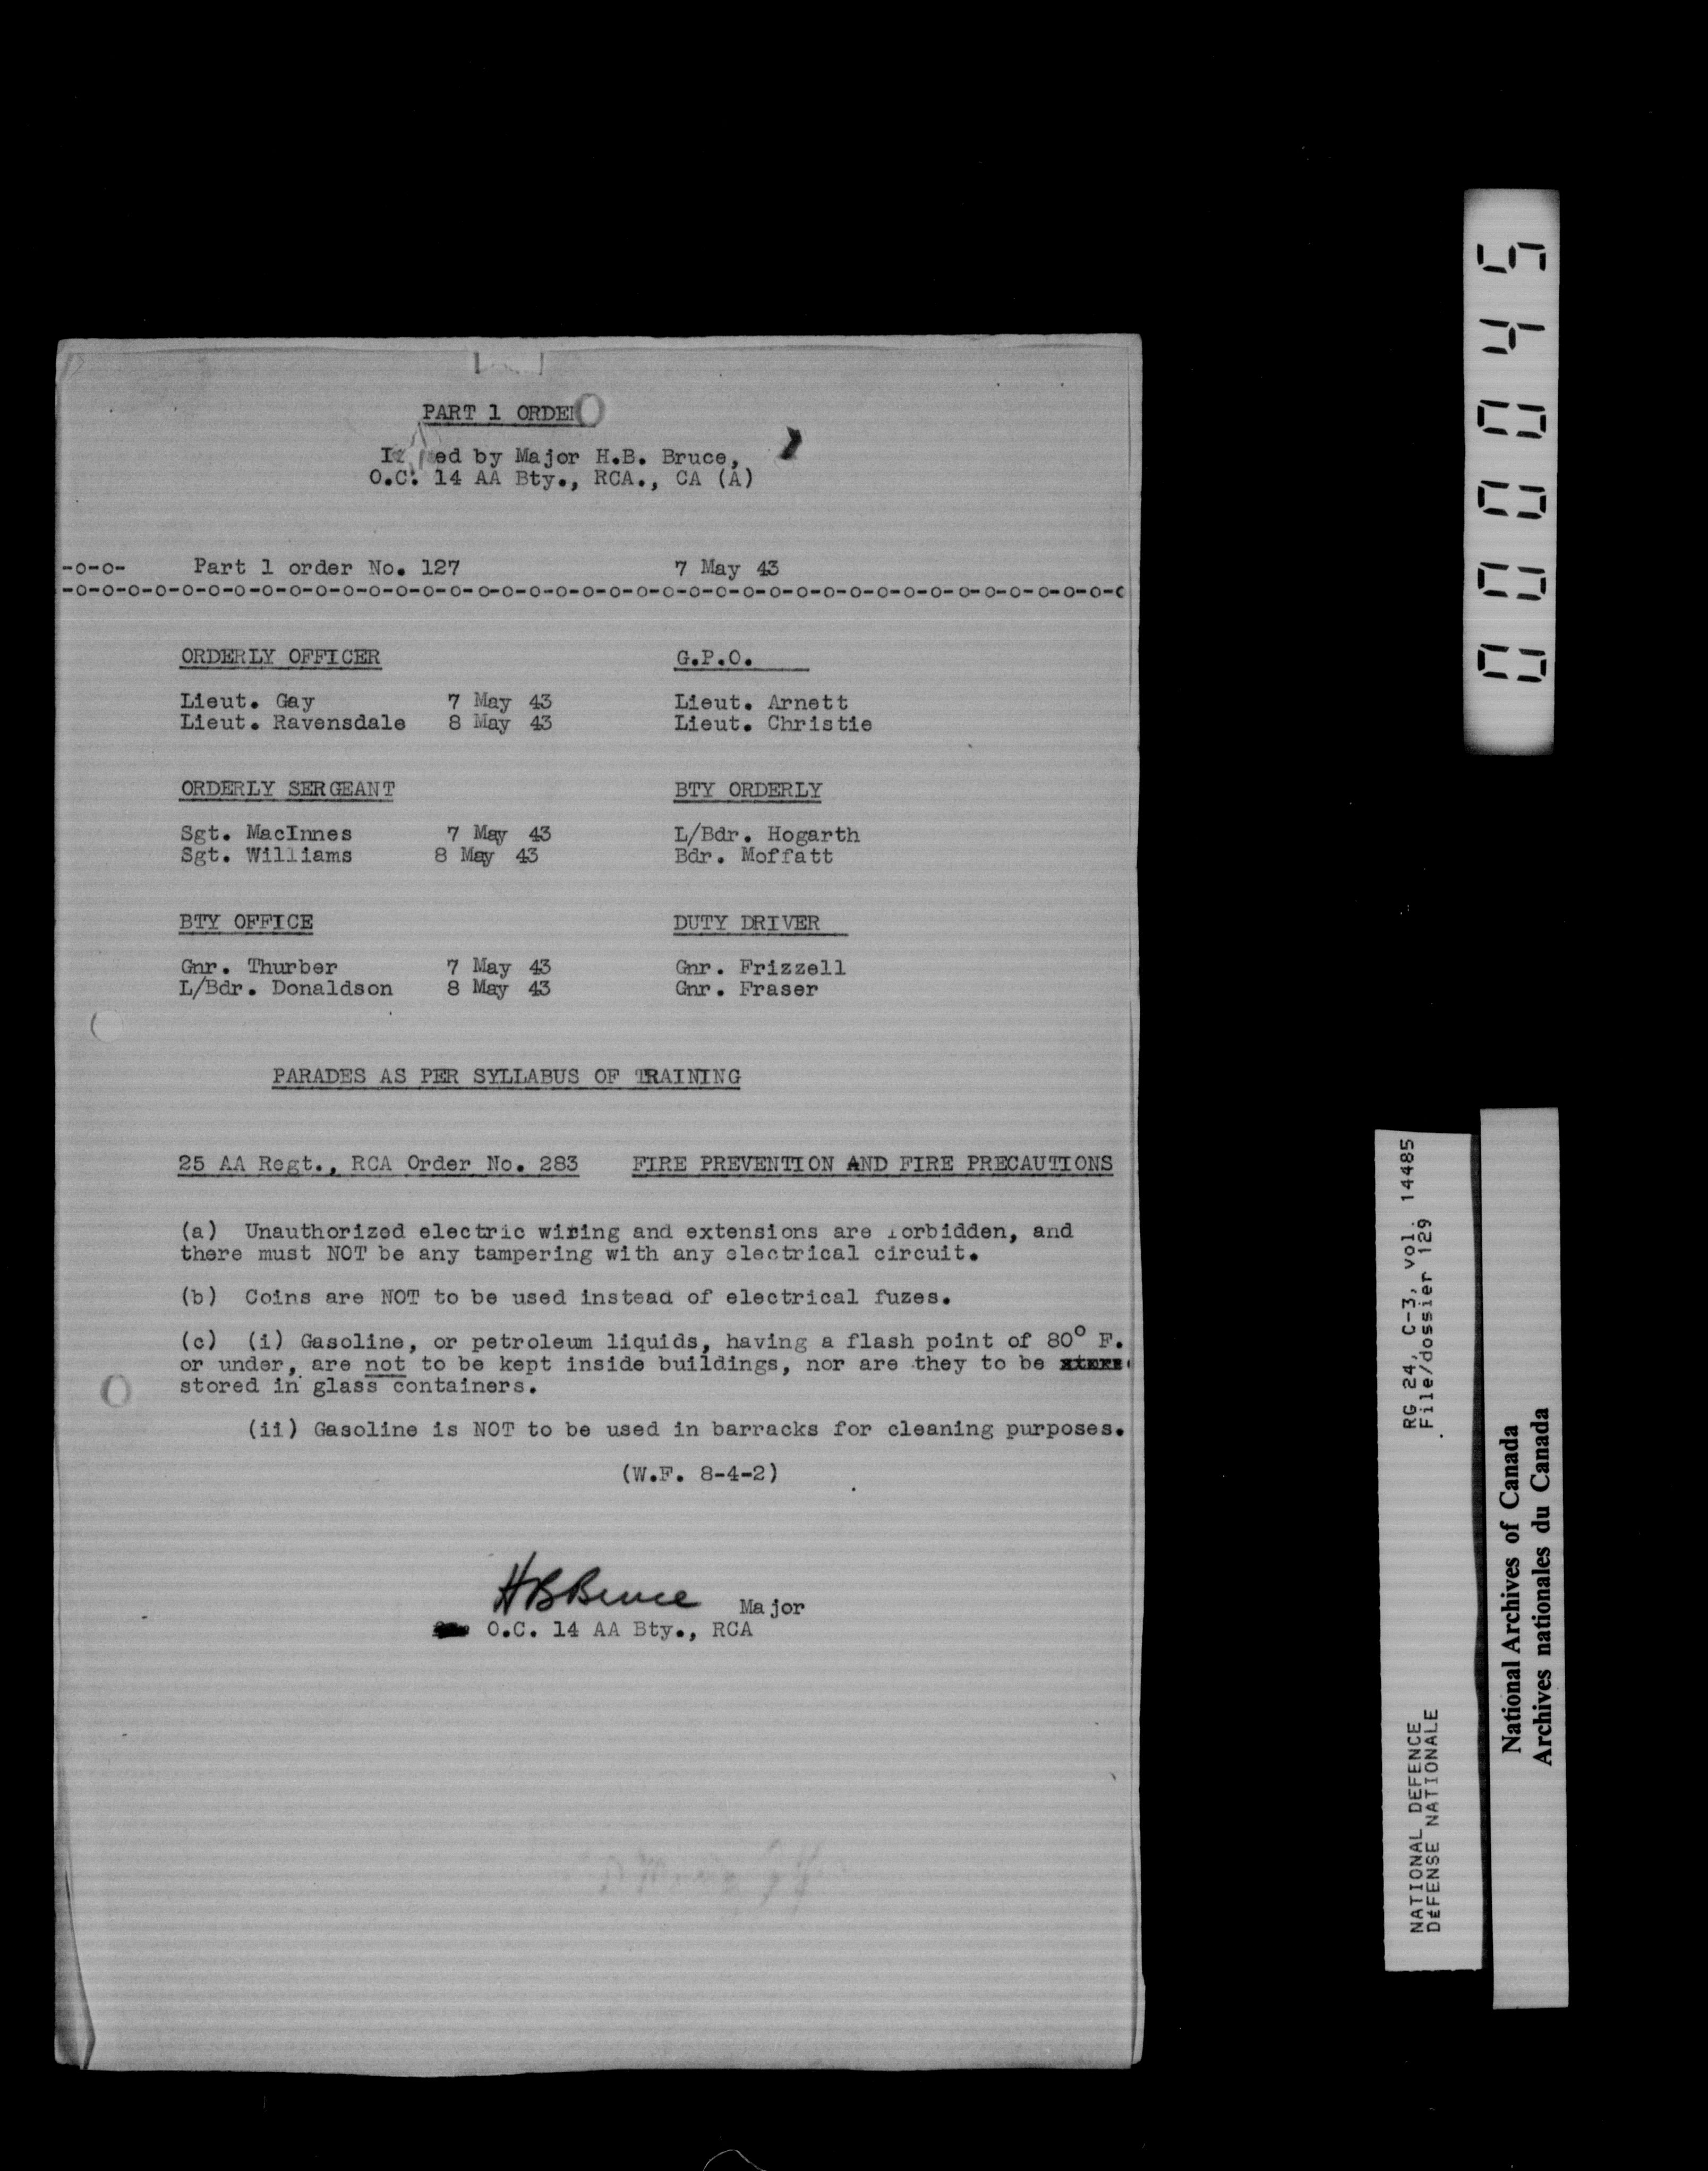 PART 1 ORDE
ed by Major H.B. Bruce,
O.C. 14 AA Bty., RCA., CA (A)
-o-o- Part 1 order No. 127 7 May 43
-o-o-o-o-o-o-o-o-o-o-o-o-o-o-o-o-o-o-o-o-o-o-o-o-o-o-o-o-o-o-o-o-o-o-o-o-o-o-o-o
ORDERLY OFFICER G.P.O.
Lieut. Gay 7 May 43 Lieut. Arnett
Lieut. Ravensdale 8 May 43 Lieut. Christie
ORDERLY SERGEANT BTY ORDERLY
Sgt. MacInnes 7 May 43 L/Bdr. Hogarth
Sgt. Williams 8 May 43 Bdr. Moffatt
BTY OFFICE DUTY DRIVER
Gnr. Thurber 7 May 43 Gnr. Frizzell
L/Bdr. Donaldson 8 May 43 Gnr. Fraser
PARADES AS PER SYLLABUS OF TRAINING
25 AA Regt., RCA Order No. 283 FIRE PREVENTION AND FIRE PRECAUTIONS
(a) Unauthorized electric wiring and extensions are forbidden, and
there must NOT be any tampering with any electrical circuit.
(b) Coins are NOT to be used instead of electrical fuzes.
(c) (i) Gasoline, or petroleum liquids, having a flash point of 80° F.
or under, are not to be kept inside buildings, nor are they to be
stored in glass containers.
(ii) Gasoline is NOT to be used in barracks for cleaning purposes.
(W.F. 8-4-2)
HBBruce Major
O.C. 14 AA Bty., RCA
000045
RG 24, C-3, vol. 14485
File/dossier 129
NATIONAL DEFENCE
DÉFENSE NATIONALE
National Archives of Canada
Archives nationales du Canada